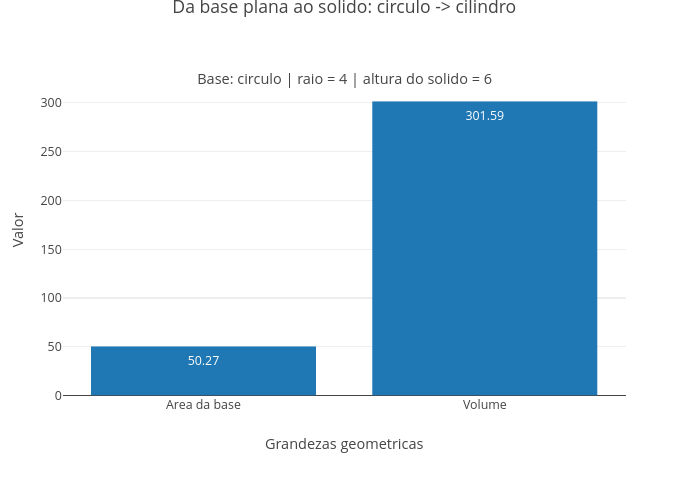 Da base plana ao solido: circulo -> cilindro
Base: circulo | raio = 4 | altura do solido = 6
300
250
200
150
100
50
0
Valor
301.59
50.27
Area da base
Volume
Grandezas geometricas